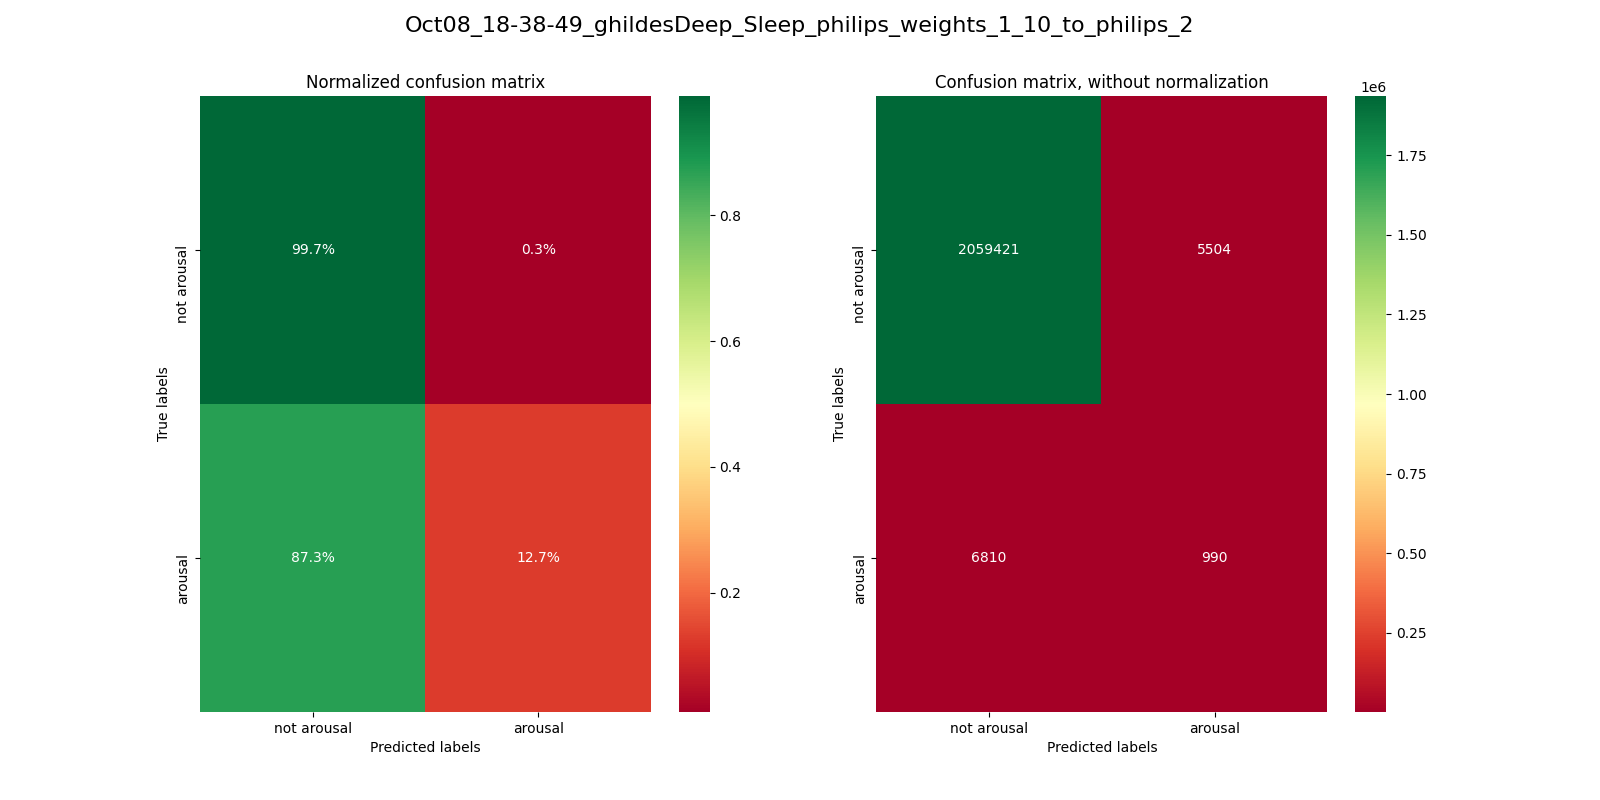 Oct08_18-38-49_ghildesDeep_Sleep_philips_weights_1_10_to_philips_2
Normalized confusion matrix
True labels
not arousal
arousal
99.7%
0.3%
87.3%
12.7%
not arousal
arousal
Predicted labels
0.8
0.6
0.4
0.2
Confusion matrix, without normalization
True labels
not arousal
arousal
2059421
5504
6810
990
not arousal
arousal
Predicted labels
1e6
1.75
1.50
1.25
1.00
0.75
0.50
0.25